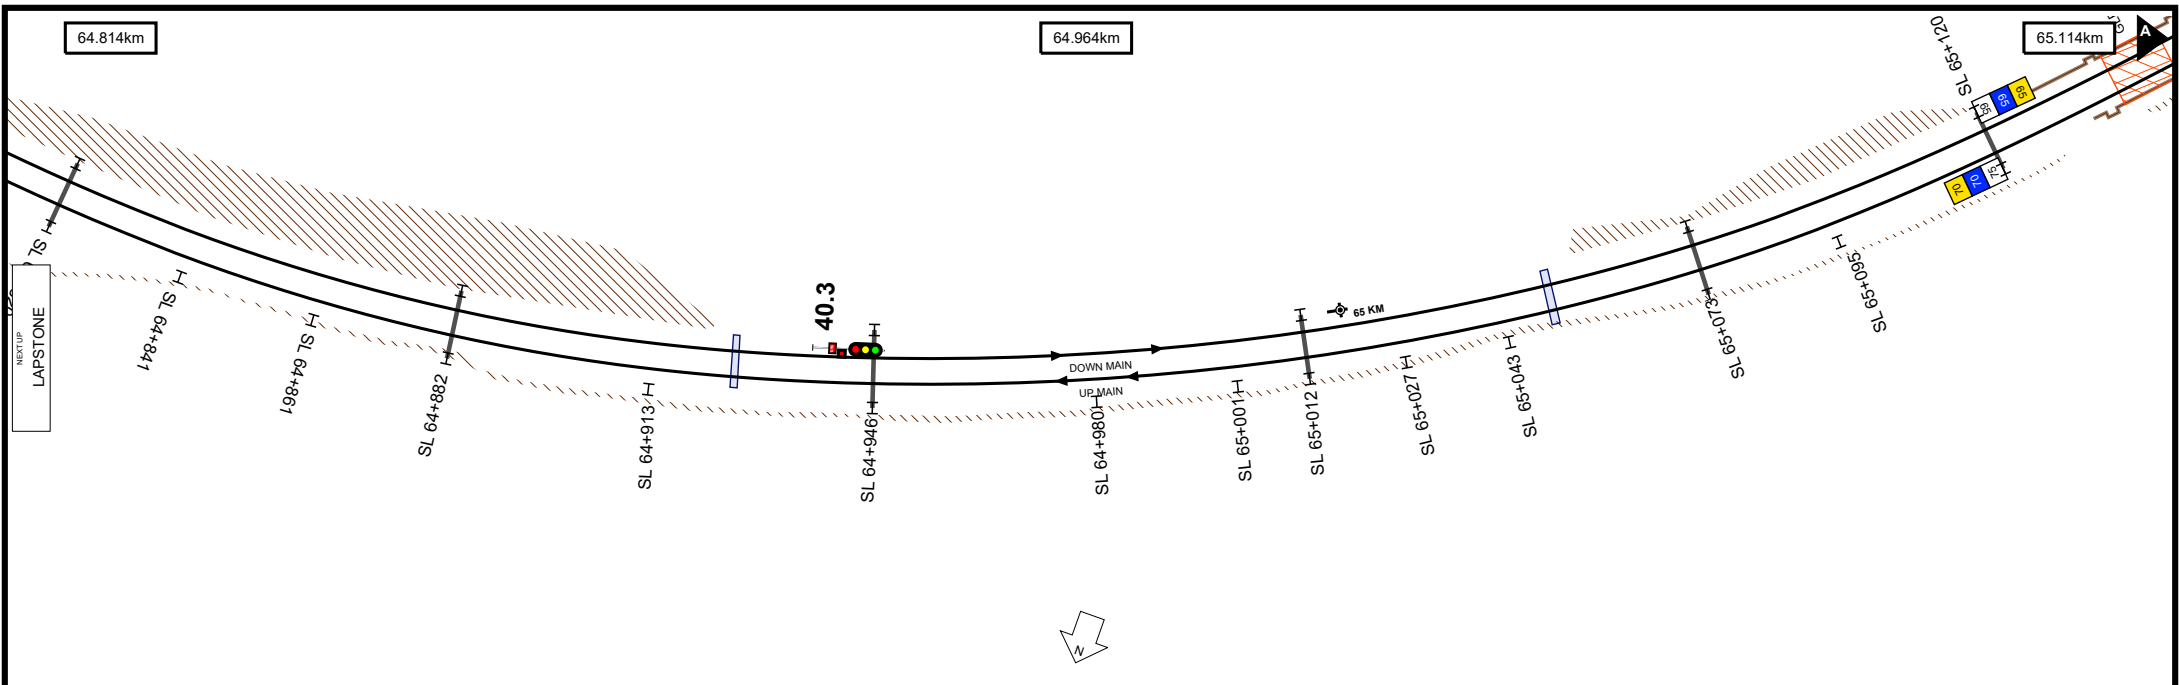 64.814km
64.964km
65.114km
A
SL 65+120
65 65 65
75 70 70
40.3
65 KM
DOWN MAIN
UP MAIN
NEXT UP
LAPSTONE
SL 64+841
SL 64+861
SL 64+882
SL 64+913
SL 64+946
SL 64+980
SL 65+001
SL 65+012
SL 65+027
SL 65+043
SL 65+073
SL 65+095
N